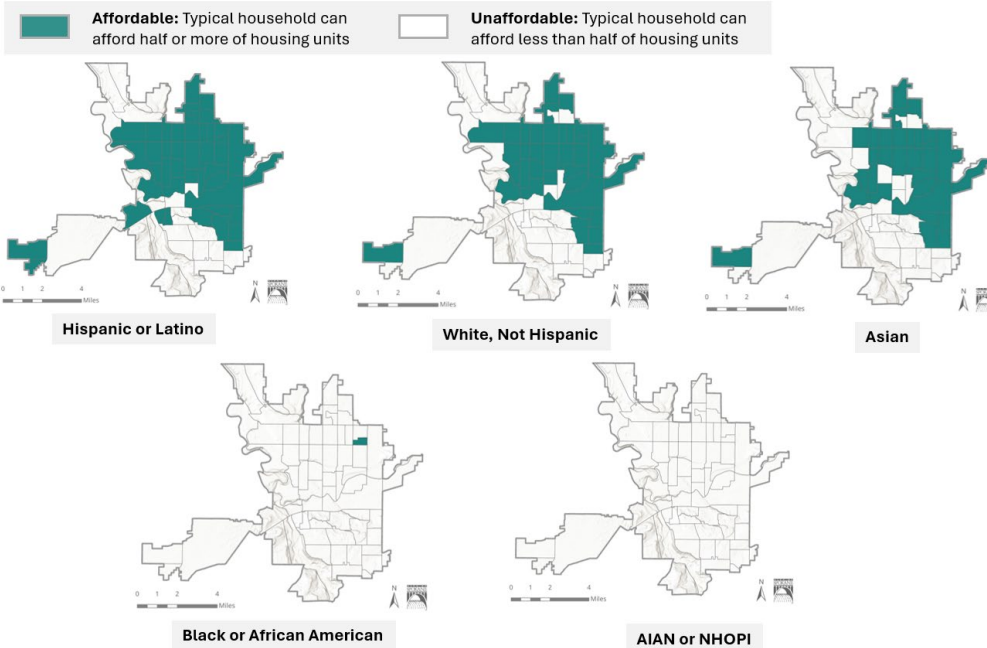 Affordable: Typical household can
afford half or more of housing units
Unaffordable: Typical household can
afford less than half of housing units
N
0 1 2 4
Miles
Hispanic or Latino
N
0 1 2 4
Miles
White, Not Hispanic
N
0 1 2 4
Miles
Asian
N
0 1 2 4
Miles
Black or African American
N
0 1 2 4
Miles
AIAN or NHOPI